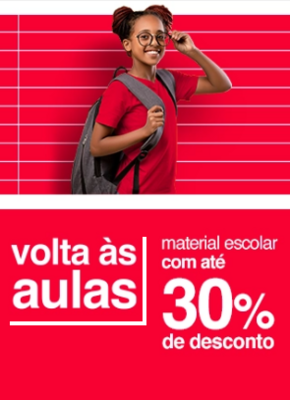 volta às
aulas
material escolar
com até
30%
de desconto